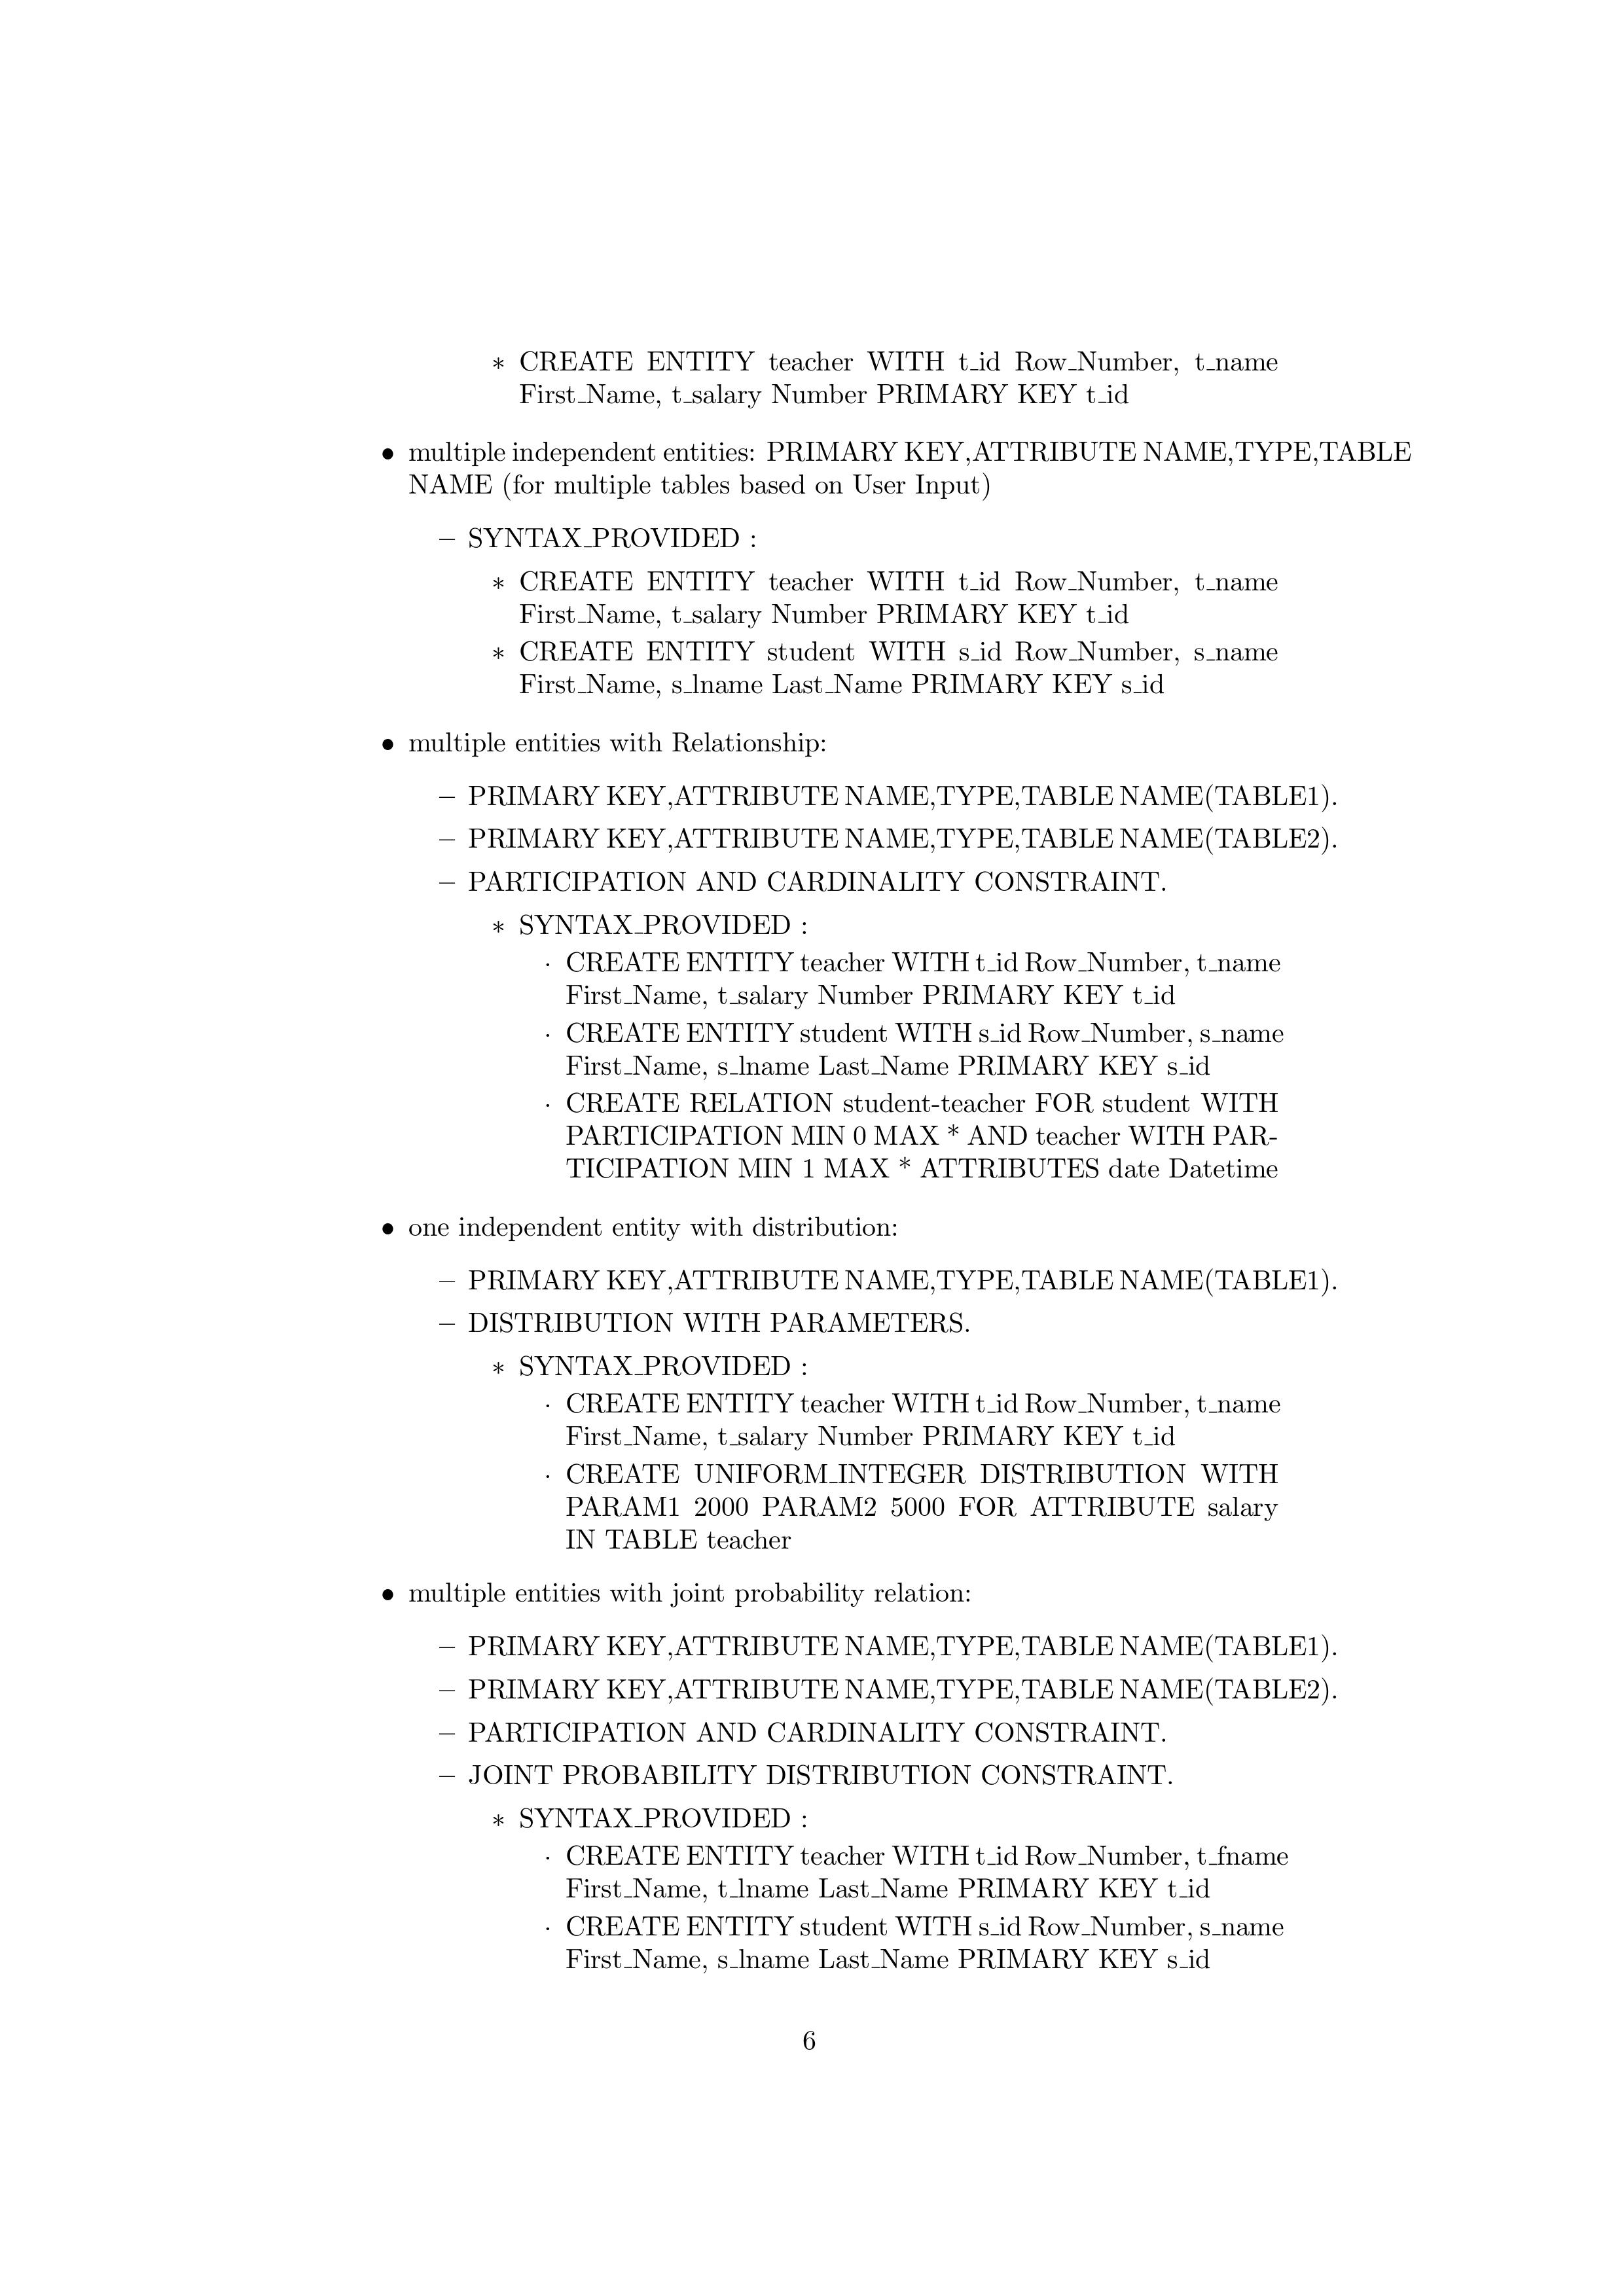 ∗ CREATE ENTITY teacher WITH t_id Row_Number, t_name
First_Name, t_salary Number PRIMARY KEY t_id
• multiple independent entities: PRIMARY KEY,ATTRIBUTE NAME,TYPE,TABLE
NAME (for multiple tables based on User Input)
– SYNTAX_PROVIDED :
∗ CREATE ENTITY teacher WITH t_id Row_Number, t_name
First_Name, t_salary Number PRIMARY KEY t_id
∗ CREATE ENTITY student WITH s_id Row_Number, s_name
First_Name, s_lname Last_Name PRIMARY KEY s_id
• multiple entities with Relationship:
– PRIMARY KEY,ATTRIBUTE NAME,TYPE,TABLE NAME(TABLE1).
– PRIMARY KEY,ATTRIBUTE NAME,TYPE,TABLE NAME(TABLE2).
– PARTICIPATION AND CARDINALITY CONSTRAINT.
∗ SYNTAX_PROVIDED :
· CREATE ENTITY teacher WITH t_id Row_Number, t_name
First_Name, t_salary Number PRIMARY KEY t_id
· CREATE ENTITY student WITH s_id Row_Number, s_name
First_Name, s_lname Last_Name PRIMARY KEY s_id
· CREATE RELATION student-teacher FOR student WITH
PARTICIPATION MIN 0 MAX * AND teacher WITH PAR-
TICIPATION MIN 1 MAX * ATTRIBUTES date Datetime
• one independent entity with distribution:
– PRIMARY KEY,ATTRIBUTE NAME,TYPE,TABLE NAME(TABLE1).
– DISTRIBUTION WITH PARAMETERS.
∗ SYNTAX_PROVIDED :
· CREATE ENTITY teacher WITH t_id Row_Number, t_name
First_Name, t_salary Number PRIMARY KEY t_id
· CREATE UNIFORM_INTEGER DISTRIBUTION WITH
PARAM1 2000 PARAM2 5000 FOR ATTRIBUTE salary
IN TABLE teacher
• multiple entities with joint probability relation:
– PRIMARY KEY,ATTRIBUTE NAME,TYPE,TABLE NAME(TABLE1).
– PRIMARY KEY,ATTRIBUTE NAME,TYPE,TABLE NAME(TABLE2).
– PARTICIPATION AND CARDINALITY CONSTRAINT.
– JOINT PROBABILITY DISTRIBUTION CONSTRAINT.
∗ SYNTAX_PROVIDED :
· CREATE ENTITY teacher WITH t_id Row_Number, t_fname
First_Name, t_lname Last_Name PRIMARY KEY t_id
· CREATE ENTITY student WITH s_id Row_Number, s_name
First_Name, s_lname Last_Name PRIMARY KEY s_id
6